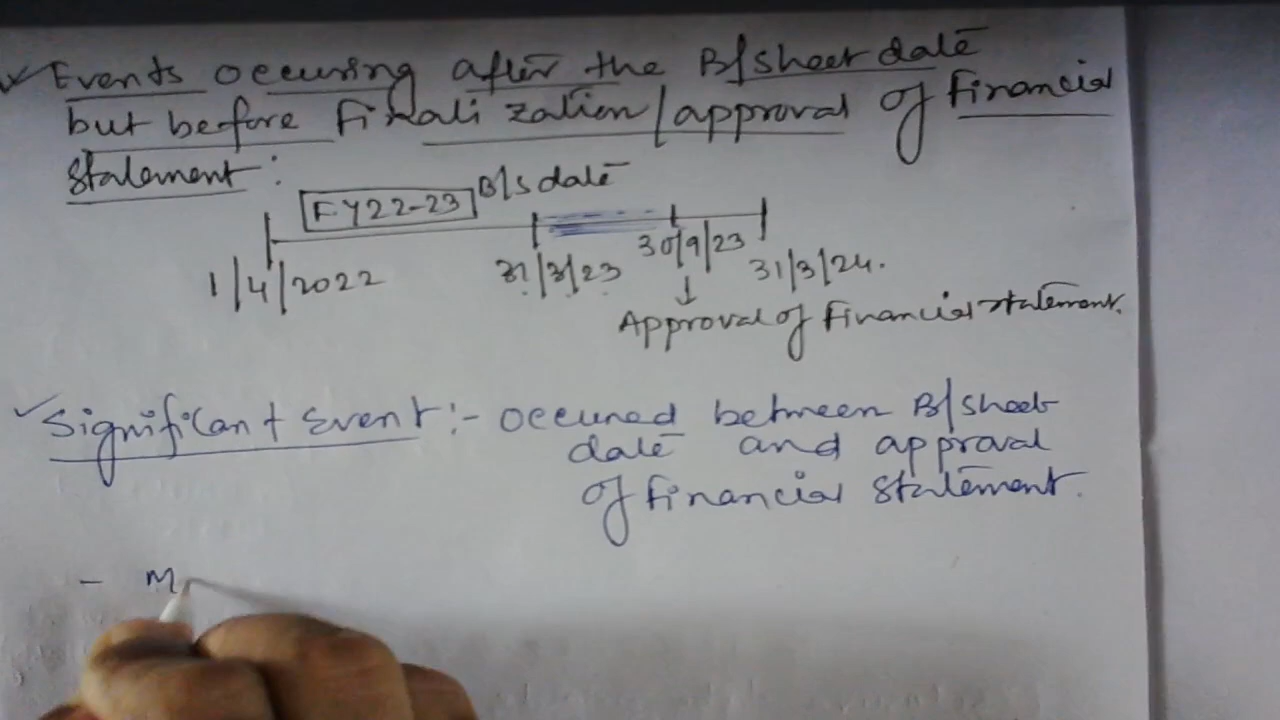 ✓ Events occuring after the B/sheet date
but before Finalization/approval of Financial
Statement:
FY22-23 B/s date
1/4/2022 31/3/23 30/9/23 31/3/24.
↓
Approval of Financial statement.
✓ Significant Event:- occured between B/sheet
date and approval
of Financial Statement.
- M